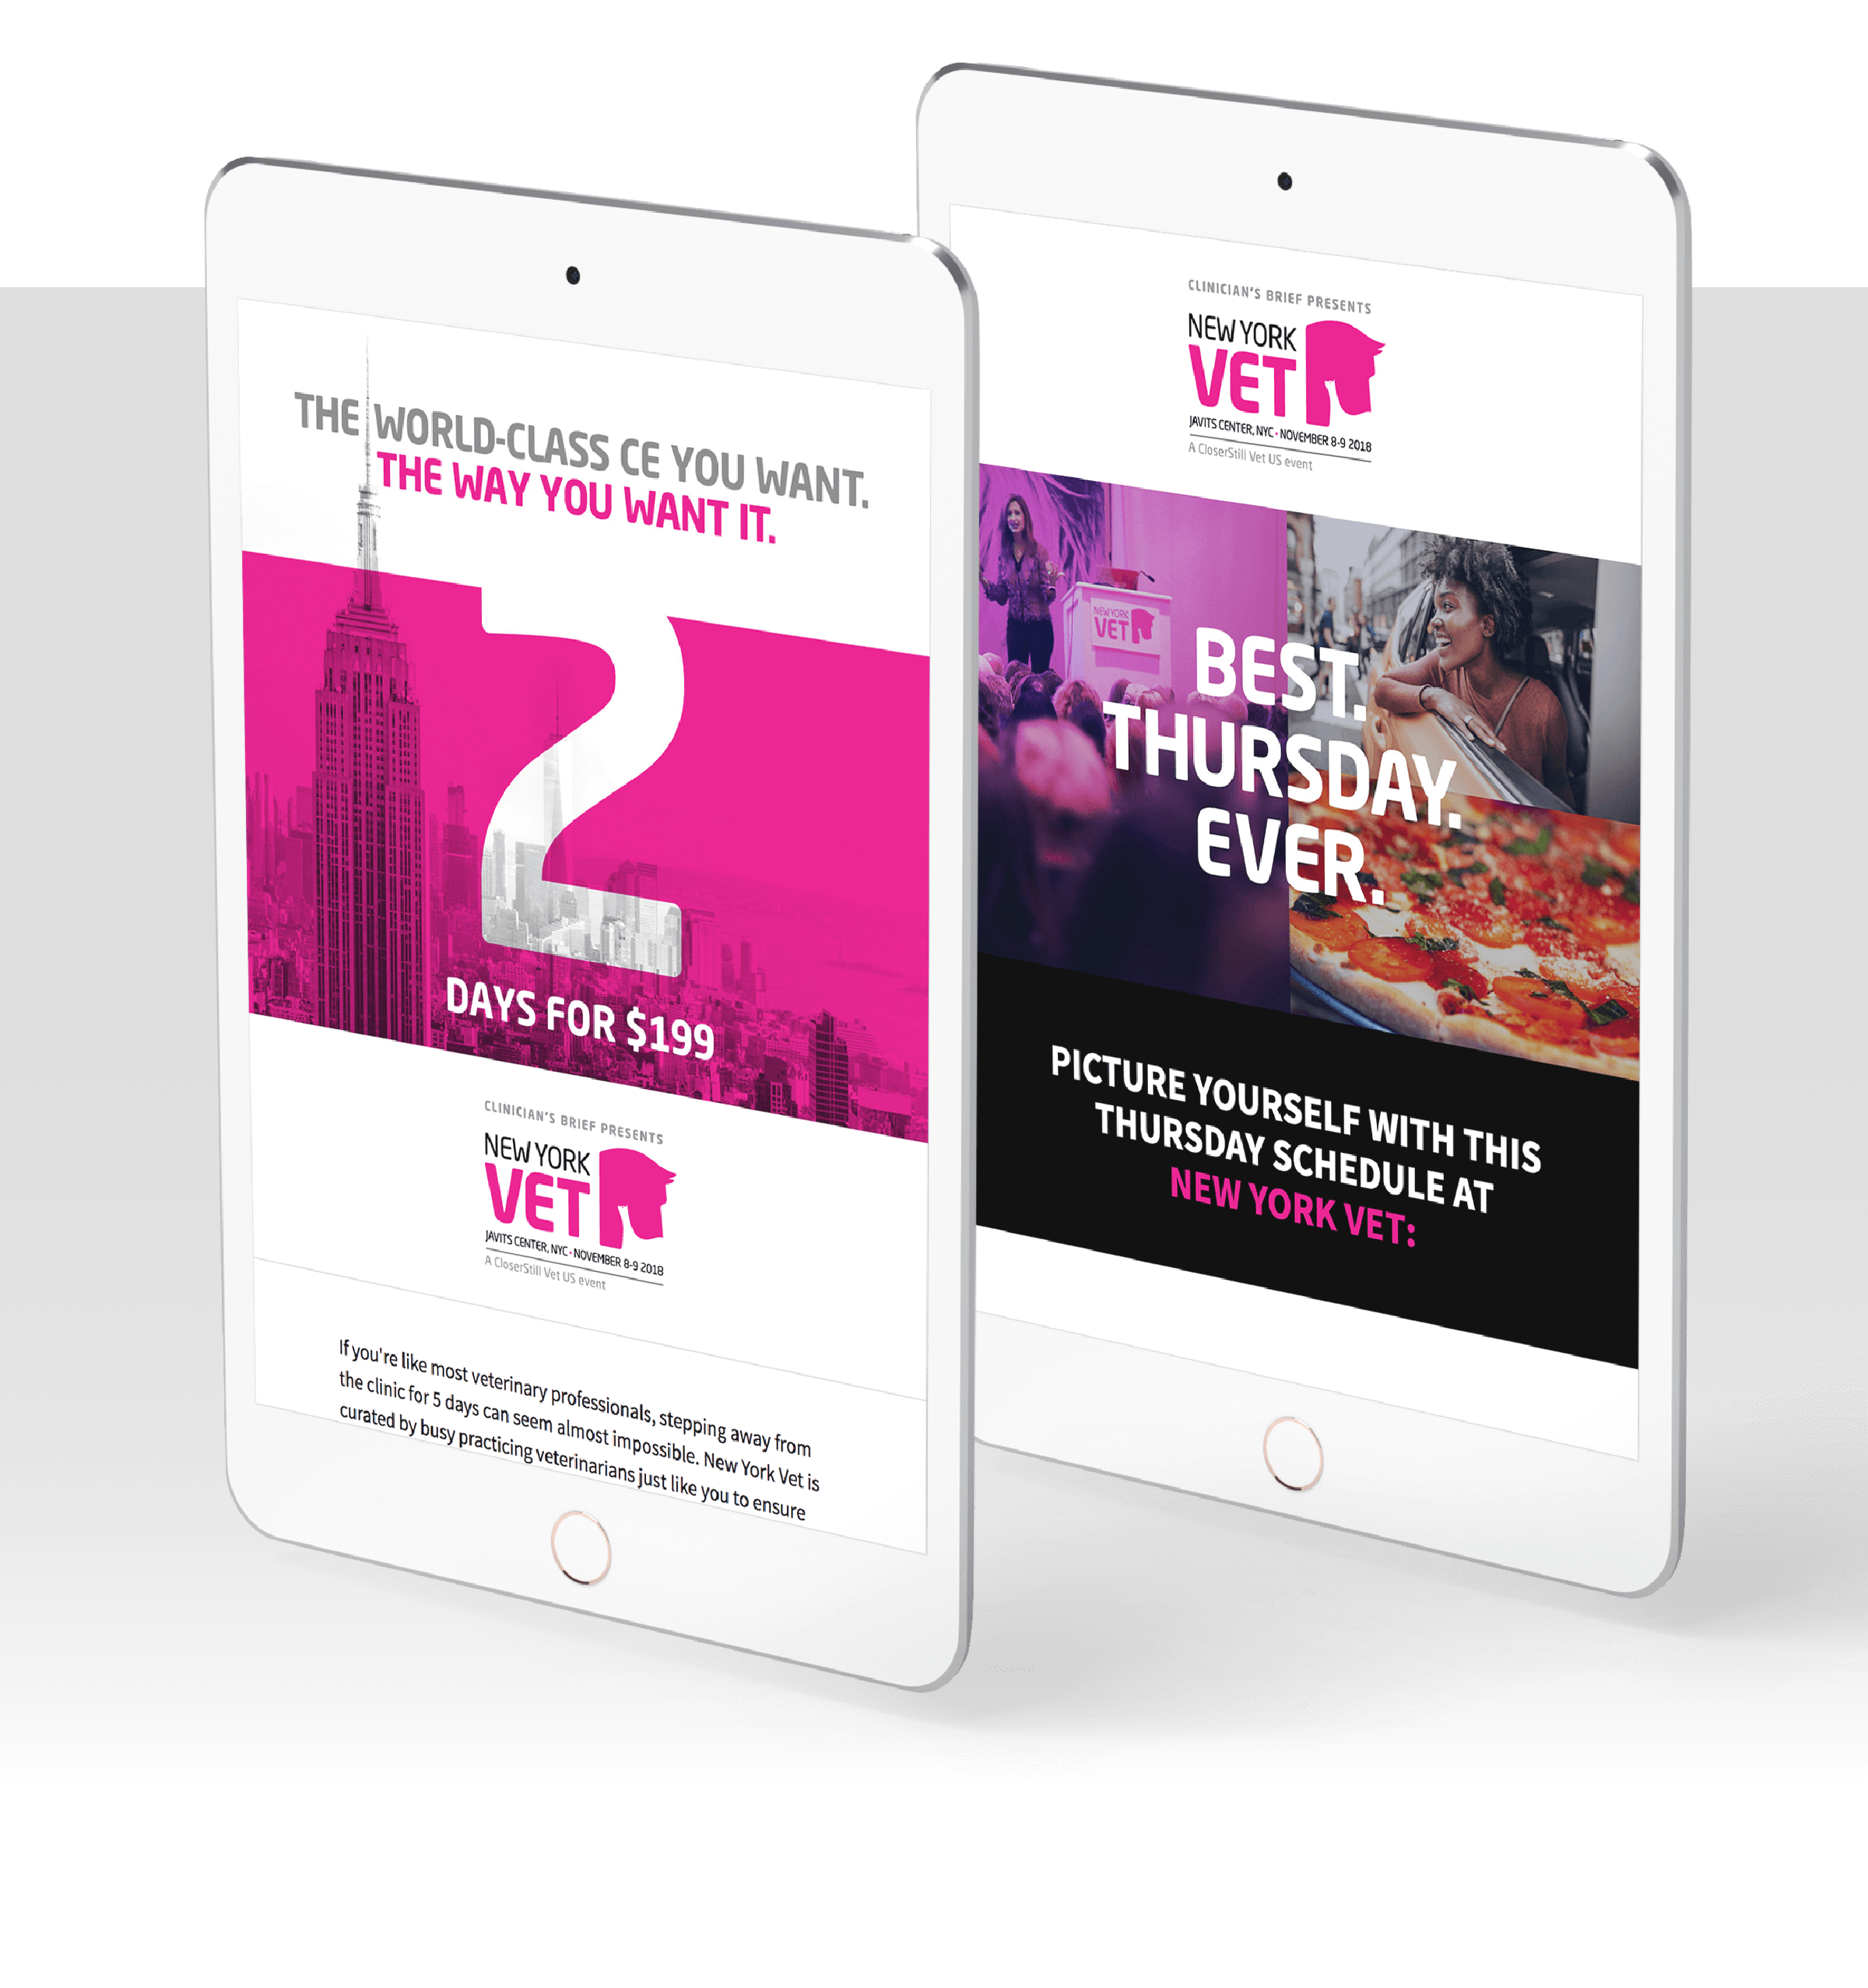 THE WORLD-CLASS CE YOU WANT.
THE WAY YOU WANT IT.
2
DAYS FOR $199
CLINICIAN'S BRIEF PRESENTS
NEW YORK
VET
JAVITS CENTER, NYC • NOVEMBER 8-9 2018
A CloserStill Vet US event
If you're like most veterinary professionals, stepping away from
the clinic for 5 days can seem almost impossible. New York Vet is
curated by busy practicing veterinarians just like you to ensure
CLINICIAN'S BRIEF PRESENTS
NEW YORK
VET
JAVITS CENTER, NYC • NOVEMBER 8-9 2018
A CloserStill Vet US event
NEW YORK
VET
BEST.
THURSDAY.
EVER.
PICTURE YOURSELF WITH THIS
THURSDAY SCHEDULE AT
NEW YORK VET: